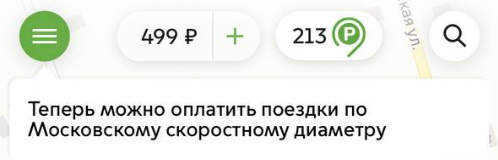 499 ₽ +
213 P
кая ул.
Теперь можно оплатить поездки по
Московскому скоростному диаметру